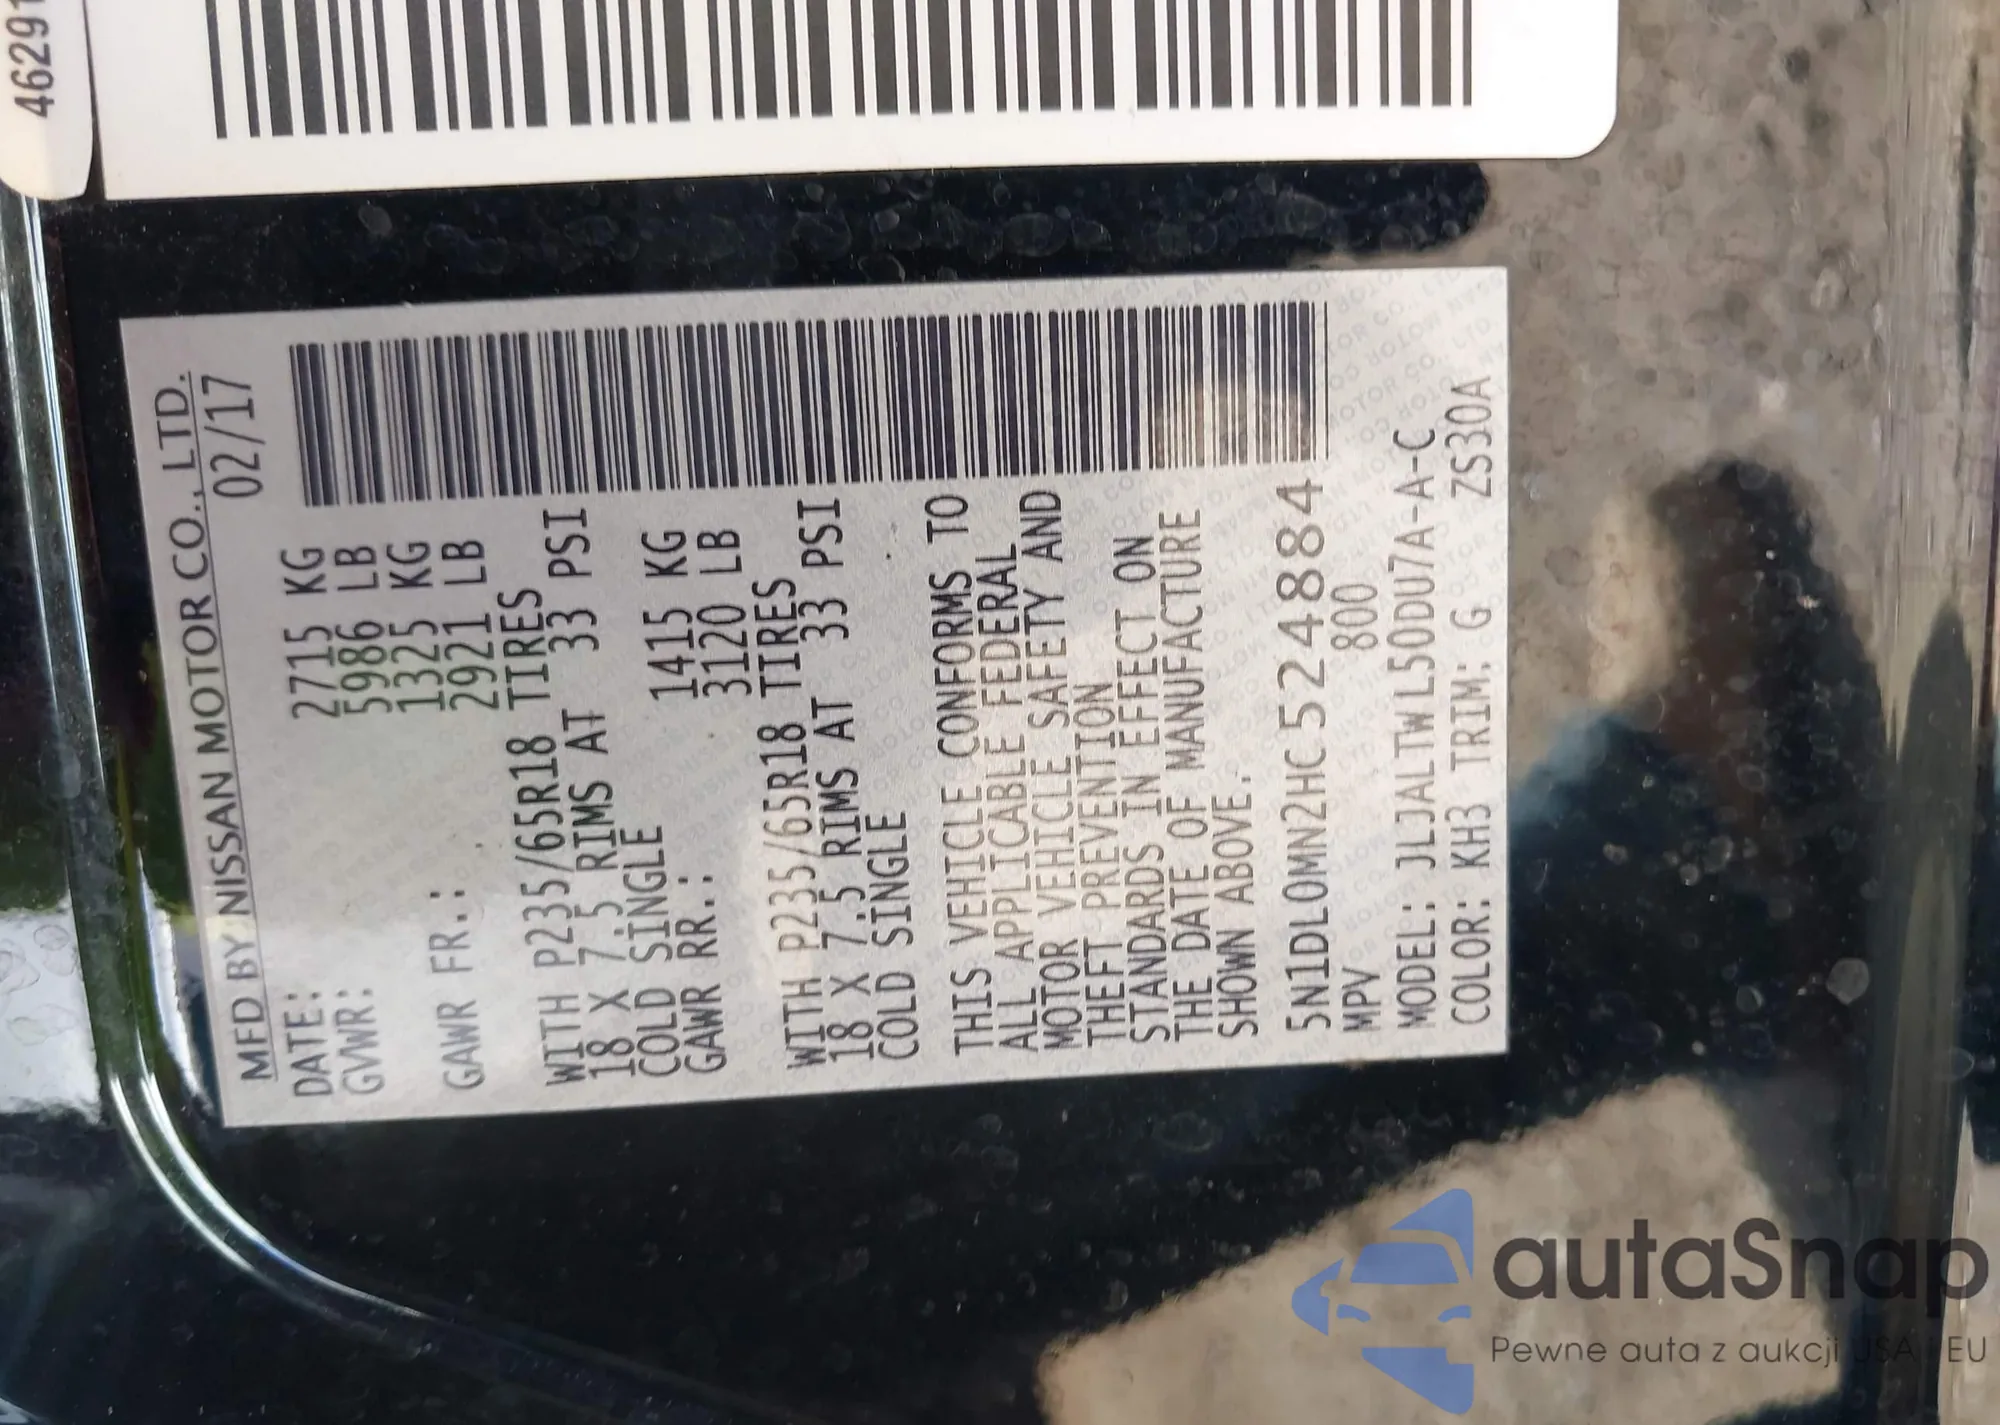 46291
MFD BY NISSAN MOTOR CO., LTD.
DATE: 02/17
GVWR: 2715 KG
5986 LB
GAWR FR.: 1325 KG
2921 LB
WITH P235/65R18 TIRES
18 X 7.5 RIMS AT 33 PSI
COLD SINGLE
GAWR RR.: 1415 KG
3120 LB
WITH P235/65R18 TIRES
18 X 7.5 RIMS AT 33 PSI
COLD SINGLE
THIS VEHICLE CONFORMS TO
ALL APPLICABLE FEDERAL
MOTOR VEHICLE SAFETY AND
THEFT PREVENTION
STANDARDS IN EFFECT ON
THE DATE OF MANUFACTURE
SHOWN ABOVE.
5N1DL0MN2HC524884
MPV 800
MODEL: JLJALTWL50DU7A-A-C
COLOR: KH3 TRIM: G ZS30A
autaSnap
Pewne auta z aukcji USA i EU